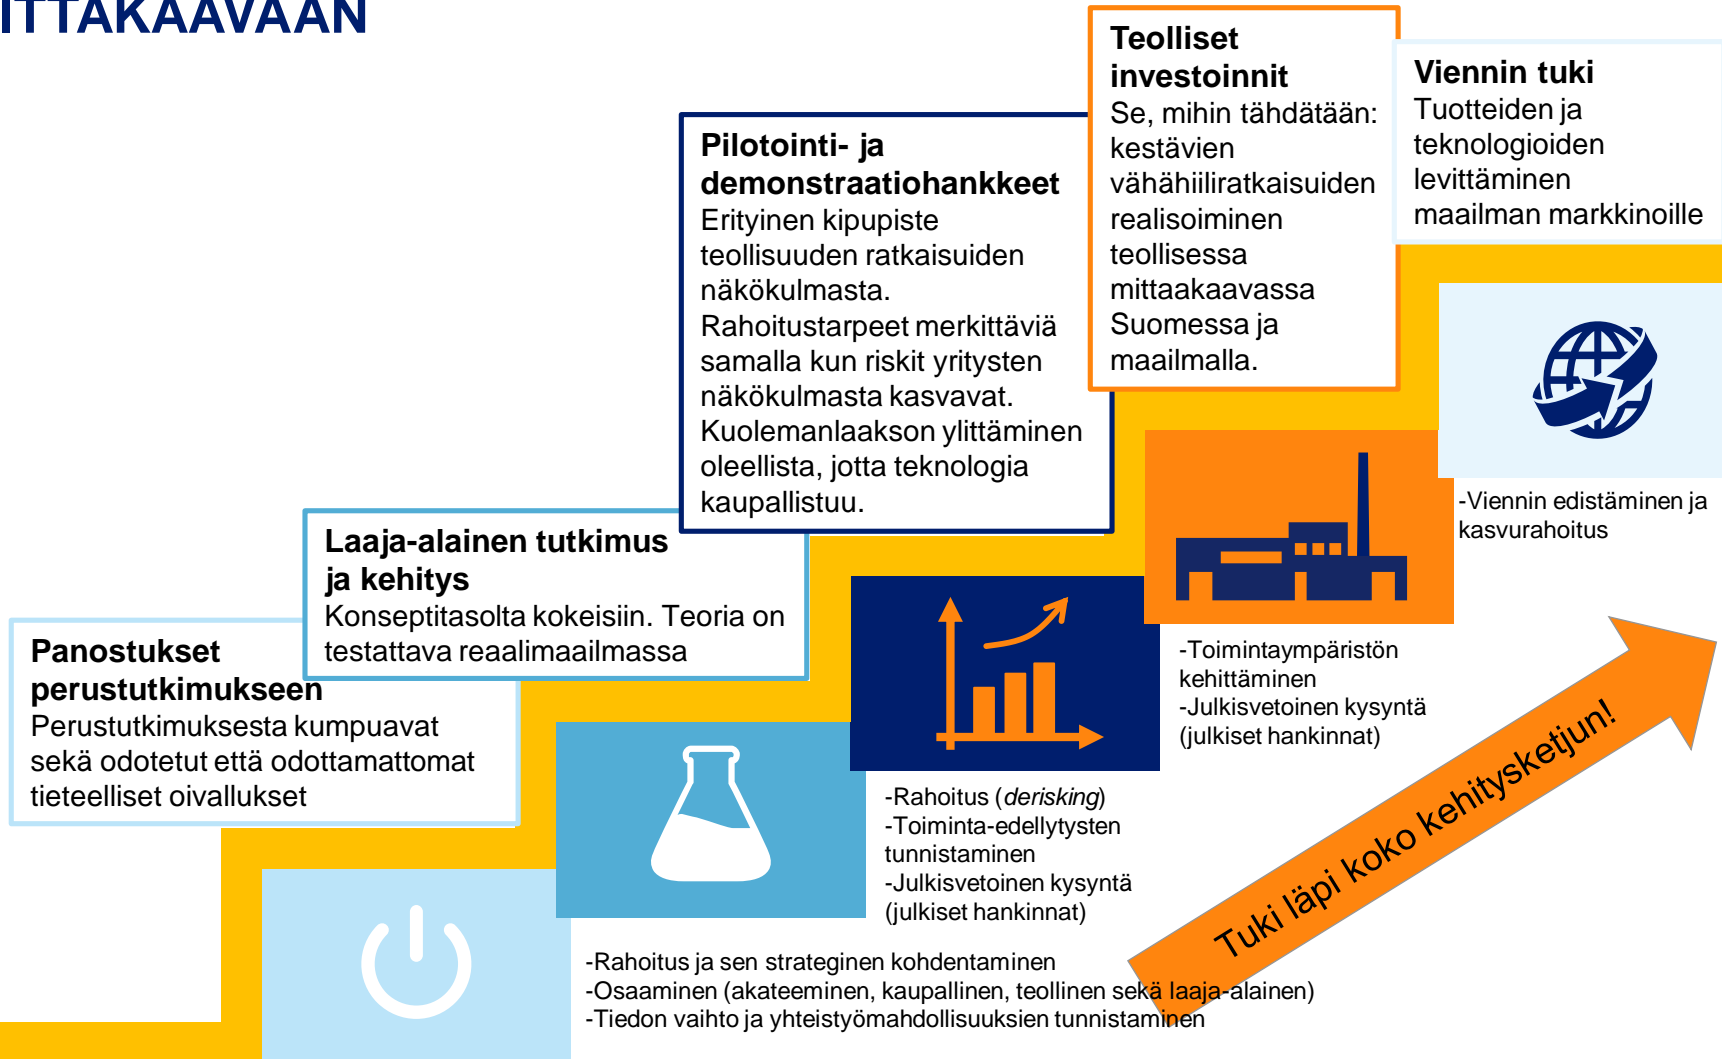 ITTAKAAVAAN
Panostukset
perustutkimukseen
Perustutkimuksesta kumpuavat
sekä odotetut että odottamattomat
tieteelliset oivallukset
Laaja-alainen tutkimus
ja kehitys
Konseptitasolta kokeisiin. Teoria on
testattava reaalimaailmassa
Pilotointi- ja
demonstraatiohankkeet
Erityinen kipupiste
teollisuuden ratkaisuiden
näkökulmasta.
Rahoitustarpeet merkittäviä
samalla kun riskit yritysten
näkökulmasta kasvavat.
Kuolemanlaakson ylittäminen
oleellista, jotta teknologia
kaupallistuu.
Teolliset
investoinnit
Se, mihin tähdätään:
kestävien
vähähiiliratkaisuiden
realisoiminen
teollisessa
mittaakaavassa
Suomessa ja
maailmalla.
Viennin tuki
Tuotteiden ja
teknologioiden
levittäminen
maailman markkinoille
-Rahoitus ja sen strateginen kohdentaminen
-Osaaminen (akateeminen, kaupallinen, teollinen sekä laaja-alainen)
-Tiedon vaihto ja yhteistyömahdollisuuksien tunnistaminen
-Rahoitus (derisking)
-Toiminta-edellytysten
tunnistaminen
-Julkisvetoinen kysyntä
(julkiset hankinnat)
-Toimintaympäristön
kehittäminen
-Julkisvetoinen kysyntä
(julkiset hankinnat)
-Viennin edistäminen ja
kasvurahoitus
Tuki läpi koko kehitysketjun!